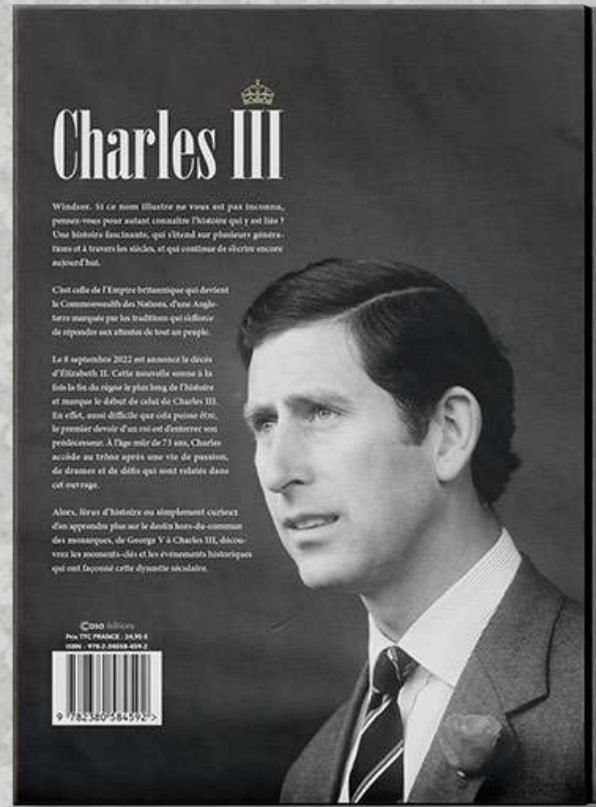 Charles III
Windsor. Si ce nom illustre ne vous est pas inconnu,
pensez-vous pour autant connaître l'histoire qui y est liée ?
Une histoire fascinante, qui s'étend sur plusieurs généra-
tions et à travers les siècles, et qui continue de s'écrire encore
aujourd'hui.
C'est celle de l'Empire britannique qui devient
le Commonwealth des Nations, d'une Angle-
terre marquée par les traditions qui s'efforce
de répondre aux attentes de tout un peuple.
Le 8 septembre 2022 est annoncé le décès
d'Elizabeth II. Cette nouvelle sonne à la
fois la fin du règne le plus long de l'histoire
et marque le début de celui de Charles III.
En effet, aussi difficile que cela puisse être,
le premier devoir d'un roi est d'enterrer son
prédécesseur. À l'âge mûr de 73 ans, Charles
accède au trône après une vie de passion,
de drames et de défis qui sont relatés dans
cet ouvrage.
Alors, férus d'histoire ou simplement curieux
d'en apprendre plus sur le destin hors-du-commun
des monarques, de George V à Charles III, décou-
vrez les moments-clés et les événements historiques
qui ont façonné cette dynastie séculaire.
éditions
Prix TTC FRANCE : 24,95 €
ISBN : 978-2-38058-459-2
9 782380 584592 >